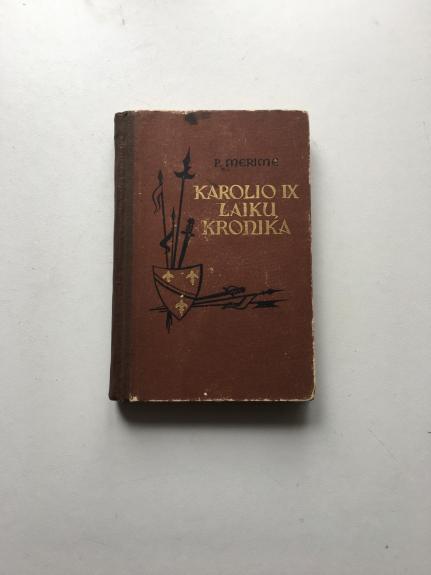 P. MERIMĖ
KAROLIO IX
LAIKŲ
KRONIKA